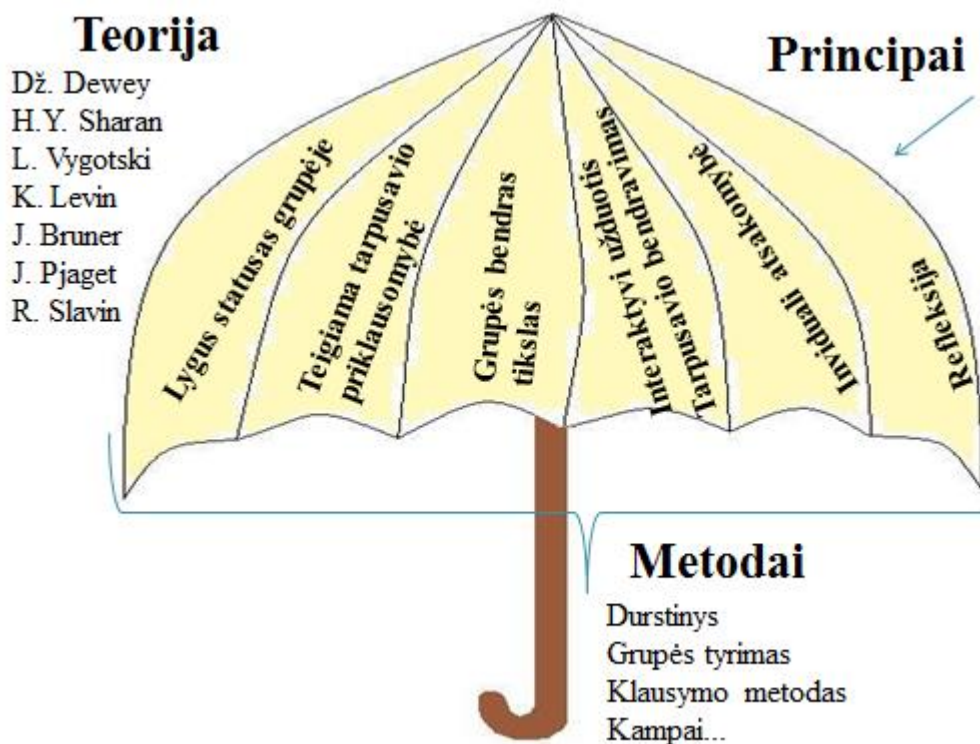 Teorija
Dž. Dewey
H.Y. Sharan
L. Vygotski
K. Levin
J. Bruner
J. Pjaget
R. Slavin
Principai
Lygus statusas grupėje
Teigiama tarpusavio
priklausomybė
Grupės bendras
tikslas
Interaktyvi užduotis
Tarpusavio bendravimas
Inviduali atsakomybė
Refleksija
Metodai
Durstinys
Grupės tyrimas
Klausymo metodas
Kampai...